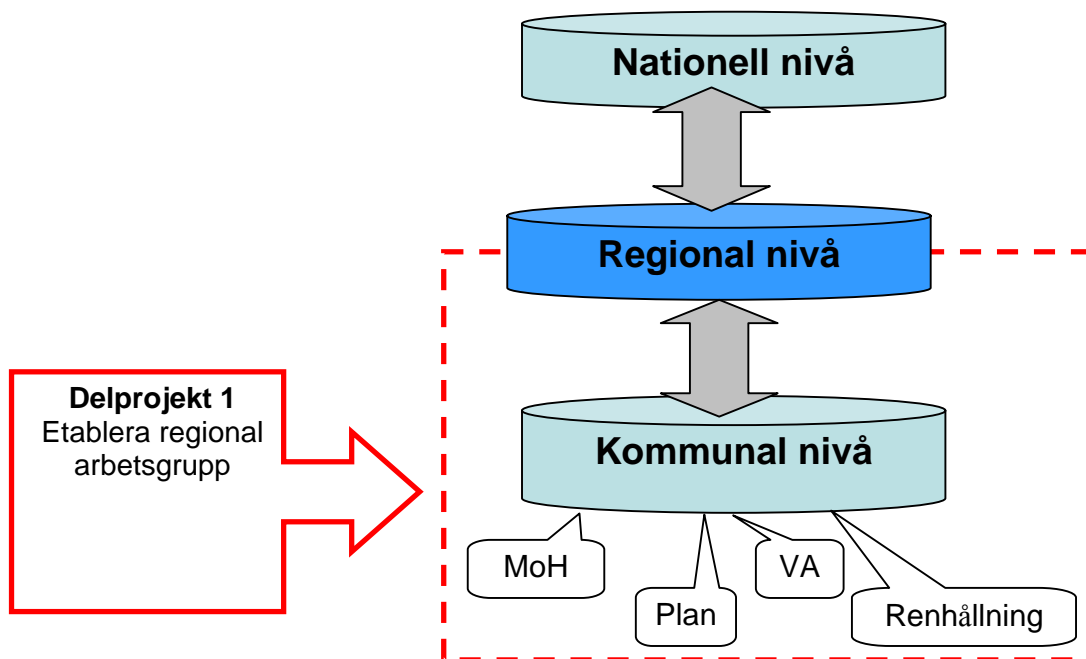 Nationell nivå
Regional nivå
Delprojekt 1
Etablera regional
arbetsgrupp
Kommunal nivå
MoH
VA
Plan
Renhållning